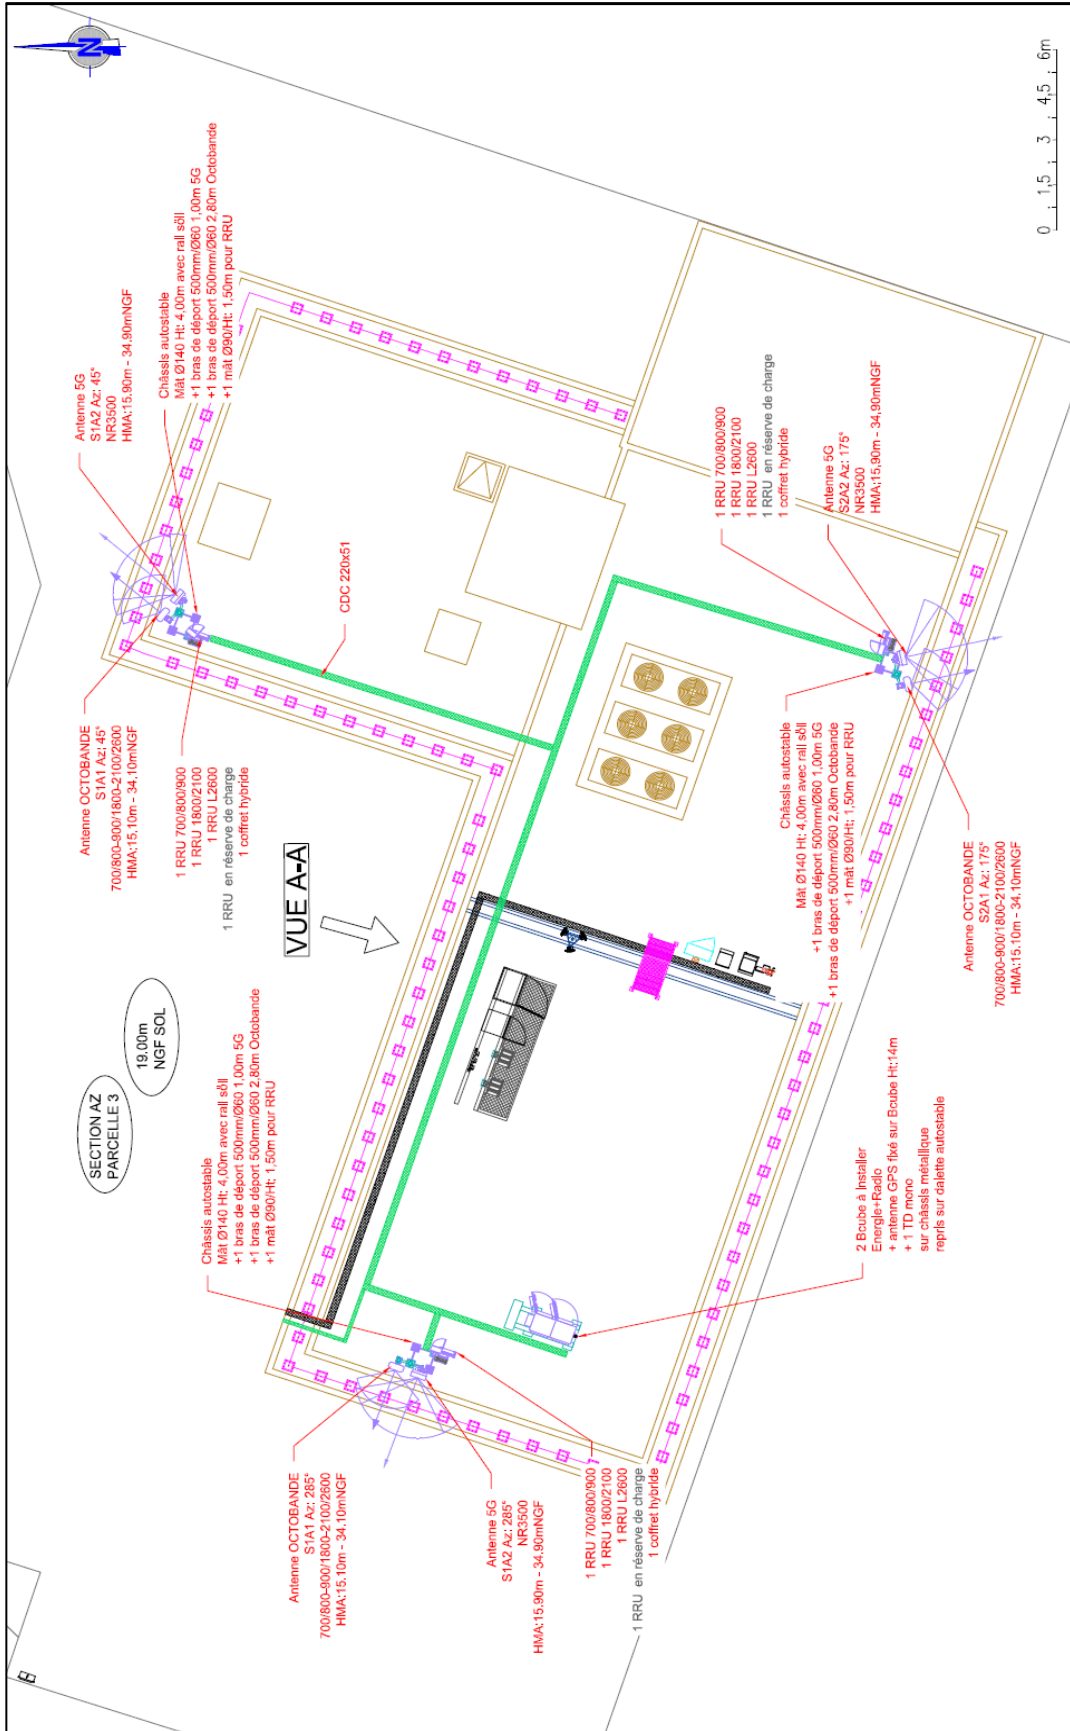 N
0 1,5 3 4,5 6m
Antenne 5G
S1A2 Az: 45°
NR3500
HMA:15.90m - 34.90mNGF
Châssis autostable
Mât Ø140 Ht: 4,00m avec rail söll
+1 bras de déport 500mm/Ø60 1,00m 5G
+1 bras de déport 500mm/Ø60 2,80m Octobande
+1 mât Ø90/Ht: 1,50m pour RRU
Antenne OCTOBANDE
S1A1 Az: 45°
700/800-900/1800-2100/2600
HMA:15.10m - 34.10mNGF
1 RRU 700/800/900
1 RRU 1800/2100
1 RRU L2600
1 RRU en réserve de charge
1 coffret hybride
CDC 220x51
VUE A-A
1 RRU 700/800/900
1 RRU 1800/2100
1 RRU L2600
1 RRU en réserve de charge
1 coffret hybride
Antenne 5G
S2A2 Az: 175°
NR3500
HMA:15,90m - 34,90mNGF
Châssis autostable
Mât Ø140 Ht: 4,00m avec rail söll
+1 bras de déport 500mm/Ø60 1,00m 5G
+1 bras de déport 500mm/Ø60 2,80m Octobande
+1 mât Ø90/Ht: 1,50m pour RRU
Antenne OCTOBANDE
S2A1 Az: 175°
700/800-900/1800-2100/2600
HMA:15.10m - 34.10mNGF
19.00m
NGF SOL
SECTION AZ
PARCELLE 3
Châssis autostable
Mât Ø140 Ht: 4,00m avec rail söll
+1 bras de déport 500mm/Ø60 1,00m 5G
+1 bras de déport 500mm/Ø60 2,80m Octobande
+1 mât Ø90/Ht: 1,50m pour RRU
2 Bcube à installer
Energie+Radio
+ antenne GPS fixé sur Bcube Ht:14m
+ 1 TD mono
sur châssis métallique
repris sur dalette autostable
Antenne OCTOBANDE
S1A1 Az: 285°
700/800-900/1800-2100/2600
HMA:15.10m - 34.10mNGF
Antenne 5G
S1A2 Az: 285°
NR3500
HMA:15.90m - 34.90mNGF
1 RRU 700/800/900
1 RRU 1800/2100
1 RRU L2600
1 RRU en réserve de charge
1 coffret hybride